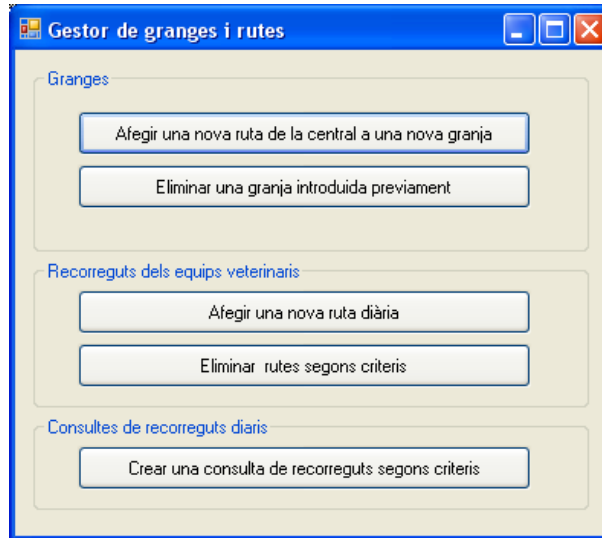 Gestor de granges i rutes
Granges
Afegir una nova ruta de la central a una nova granja
Eliminar una granja introduida previament
Recorreguts dels equips veterinaris
Afegir una nova ruta diària
Eliminar  rutes segons criteris
Consultes de recorreguts diaris
Crear una consulta de recorreguts segons criteris